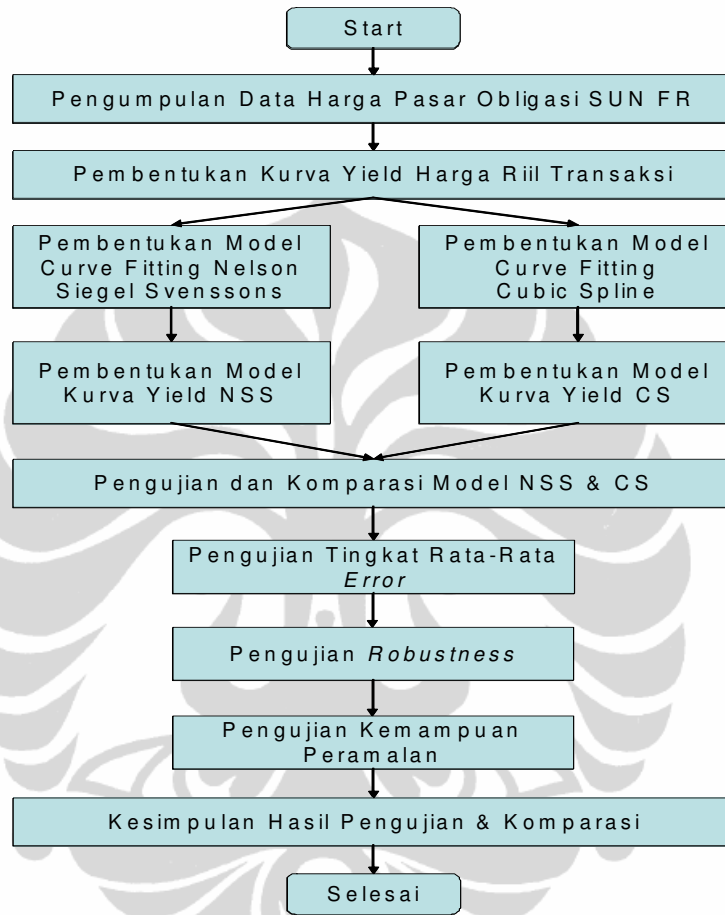 Start
Pengumpulan Data Harga Pasar Obligasi SUN FR
Pembentukan Kurva Yield Harga Riil Transaksi
Pembentukan Model
Curve Fitting Nelson
Siegel Svenssons
Pembentukan Model
Curve Fitting
Cubic Spline
Pembentukan Model
Kurva Yield NSS
Pembentukan Model
Kurva Yield CS
Pengujian dan Komparasi Model NSS & CS
Pengujian Tingkat Rata-Rata
Error
Pengujian Robustness
Pengujian Kemampuan
Peramalan
Kesimpulan Hasil Pengujian & Komparasi
Selesai